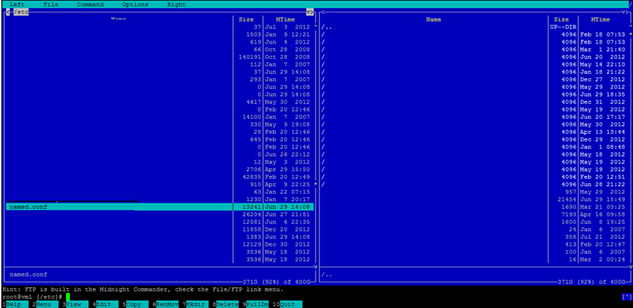 Left File Command Options Right
/etc
Name Size MTime Name Size MTime
37 Jul 3 2012 /.. UP--DIR
1803 Jan 9 12:21 / 4096 Feb 18 07:53
619 Jun 4 2012 / 4096 Feb 18 07:53
66 Oct 28 2008 / 4096 Mar 1 21:40
140191 Oct 28 2008 / 4096 Jun 20 2012
112 Jan 7 2007 / 4096 May 14 22:10
37 Jun 29 14:08 / 4096 Jan 18 21:22
293 Jan 7 2007 / 4096 Dec 27 2012
0 Jun 29 14:08 / 4096 May 29 2012
0 Jun 29 14:08 / 4096 Jun 29 18:35
4617 May 30 2012 / 4096 Dec 31 2012
0 Feb 20 12:46 / 4096 May 19 2012
14100 Jan 7 2007 / 4096 Jun 20 17:17
330 May 9 19:08 / 4096 May 30 2012
28 Feb 20 12:46 / 4096 Apr 13 13:44
645 Feb 20 12:46 / 4096 Dec 29 2012
0 Feb 20 12:46 / 4096 Jan 1 08:48
0 Jun 26 22:12 / 4096 May 18 2012
12 May 3 2012 / 4096 May 19 2012
2706 Apr 29 15:50 / 4096 May 19 2012
42835 Feb 20 12:49 / 4096 Feb 20 12:51
910 Apr 9 22:25 / 4096 Jun 28 21:22
63 Jan 22 07:15 957 May 29 2012
1230 Jan 7 20:17 21454 Jun 29 15:49
named.conf 13241 Jun 29 14:08 1690 Mar 21 03:25
26204 Jun 27 21:51 7193 Apr 16 09:58
12581 Jun 4 22:35 1600 Jun 8 19:25
11858 Dec 20 2012 24 Jan 6 2007
1383 Jun 29 14:08 358 Jul 21 2012
12129 Dec 30 2012 413 Feb 20 12:47
3536 May 18 2012 100 Jan 6 2007
3536 May 18 2012 16 Mar 2 00:24
named.conf /..
371G (92%) of 400G 371G (92%) of 400G
Hint: FTP is built in the Midnight Commander, check the File/FTP link menu.
root@vm1 [/etc]#
1Help 2Menu 3View 4Edit 5Copy 6RenMov 7Mkdir 8Delete 9PullDn 10Quit